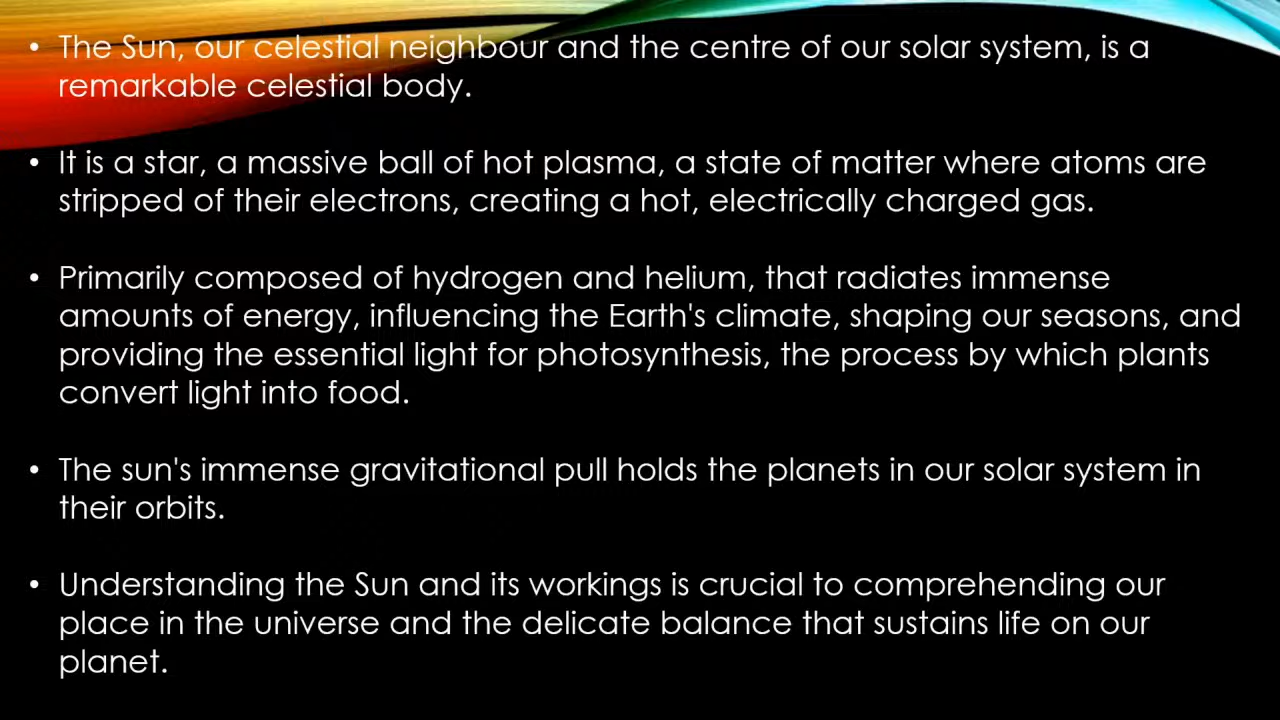 • The Sun, our celestial neighbour and the centre of our solar system, is a
remarkable celestial body.
• It is a star, a massive ball of hot plasma, a state of matter where atoms are
stripped of their electrons, creating a hot, electrically charged gas.
• Primarily composed of hydrogen and helium, that radiates immense
amounts of energy, influencing the Earth's climate, shaping our seasons, and
providing the essential light for photosynthesis, the process by which plants
convert light into food.
• The sun's immense gravitational pull holds the planets in our solar system in
their orbits.
• Understanding the Sun and its workings is crucial to comprehending our
place in the universe and the delicate balance that sustains life on our
planet.